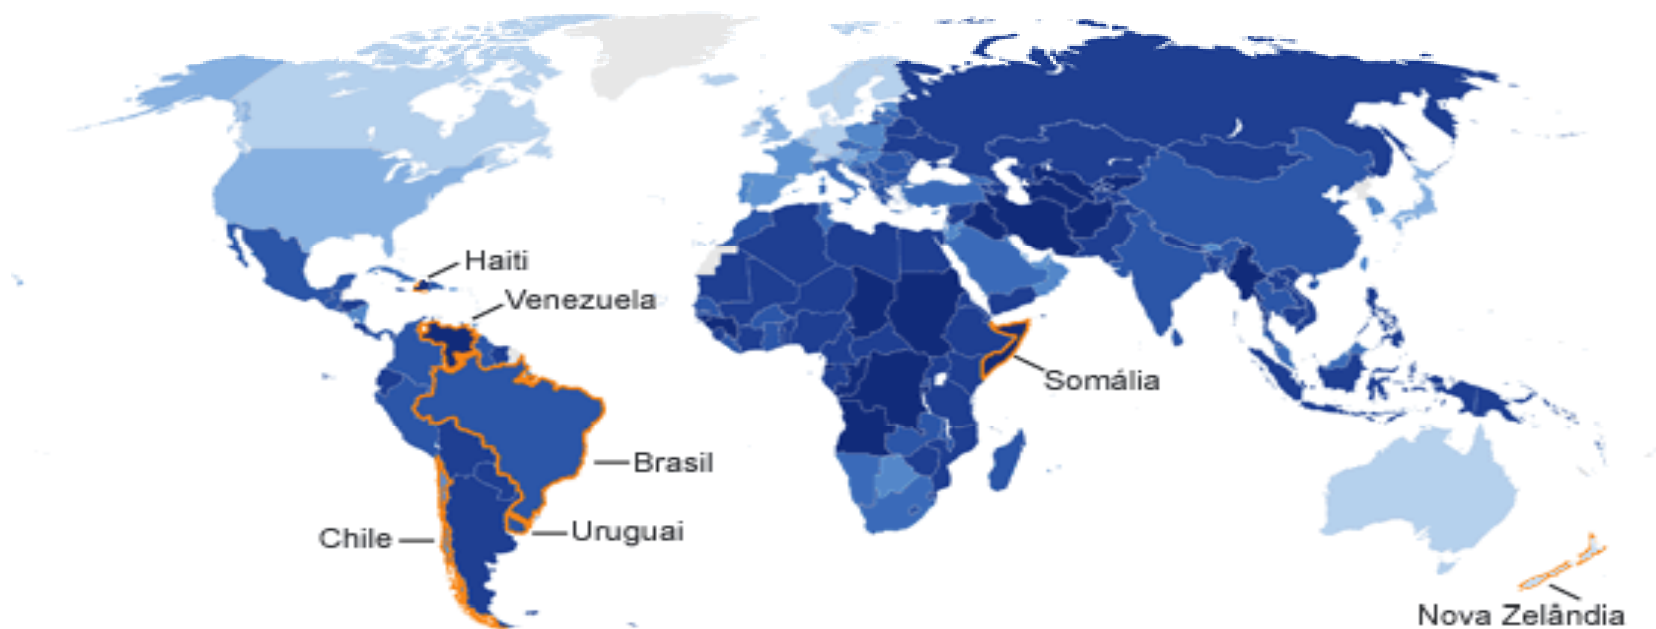 Haiti
Venezuela
Somália
Brasil
Chile
Uruguai
Nova Zelândia